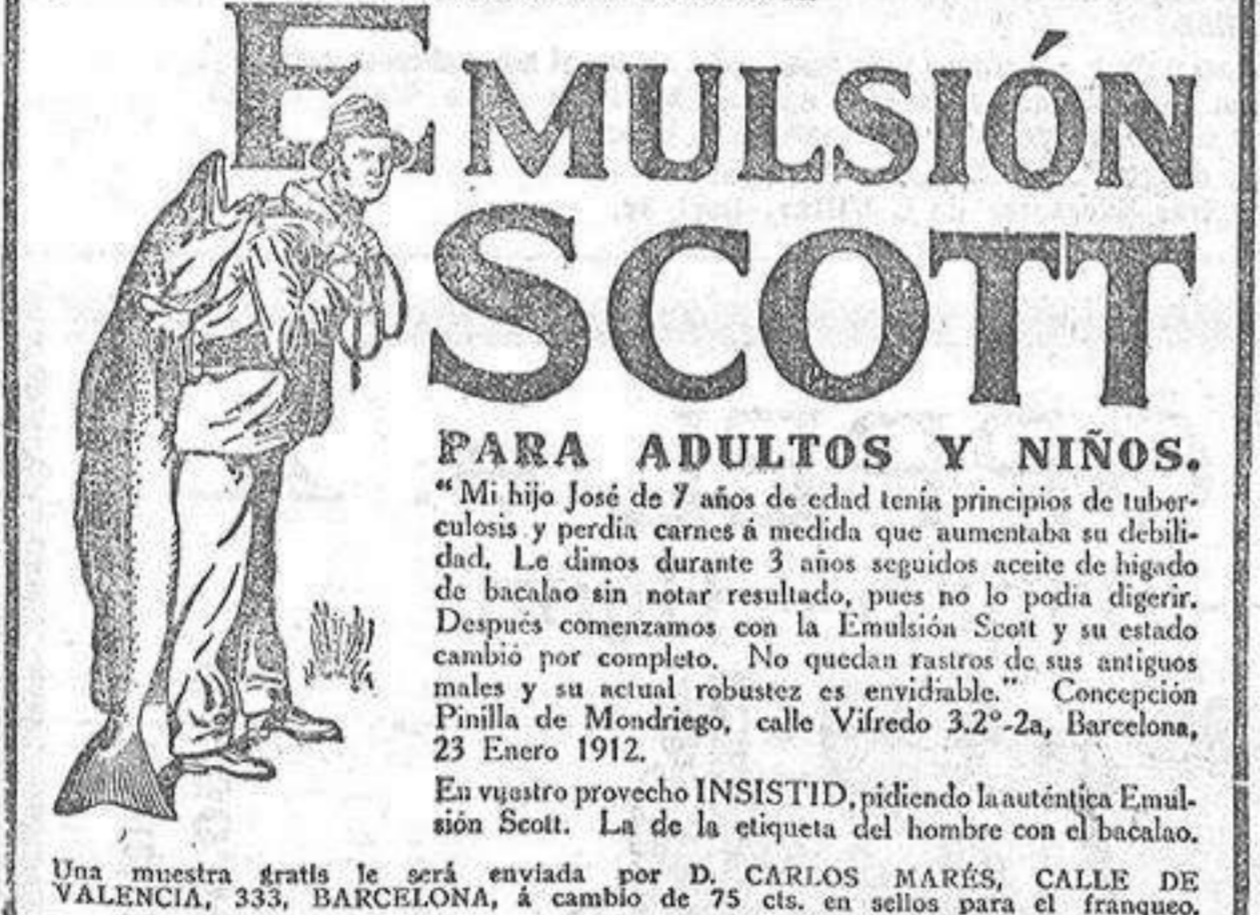 EMULSIÓN
SCOTT
PARA ADULTOS Y NIÑOS.
“Mi hijo José de 7 años de edad tenía principios de tuber-
culosis y perdía carnes á medida que aumentaba su debili-
dad. Le dimos durante 3 años seguidos aceite de hígado
de bacalao sin notar resultado, pues no lo podia digerir.
Después comenzamos con la Emulsión Scott y su estado
cambió por completo. No quedan rastros de sus antiguos
males y su actual robustez es envidiable.” Concepción
Pinilla de Mondriego, calle Vifredo 3.2°-2a, Barcelona,
23 Enero 1912.
En vuestro provecho INSISTID, pidiendo la auténtica Emul-
sión Scott. La de la etiqueta del hombre con el bacalao.
Una muestra gratis le será enviada por D. CARLOS MARÉS, CALLE DE
VALENCIA, 333, BARCELONA, á cambio de 75 cts. en sellos para el franqueo.